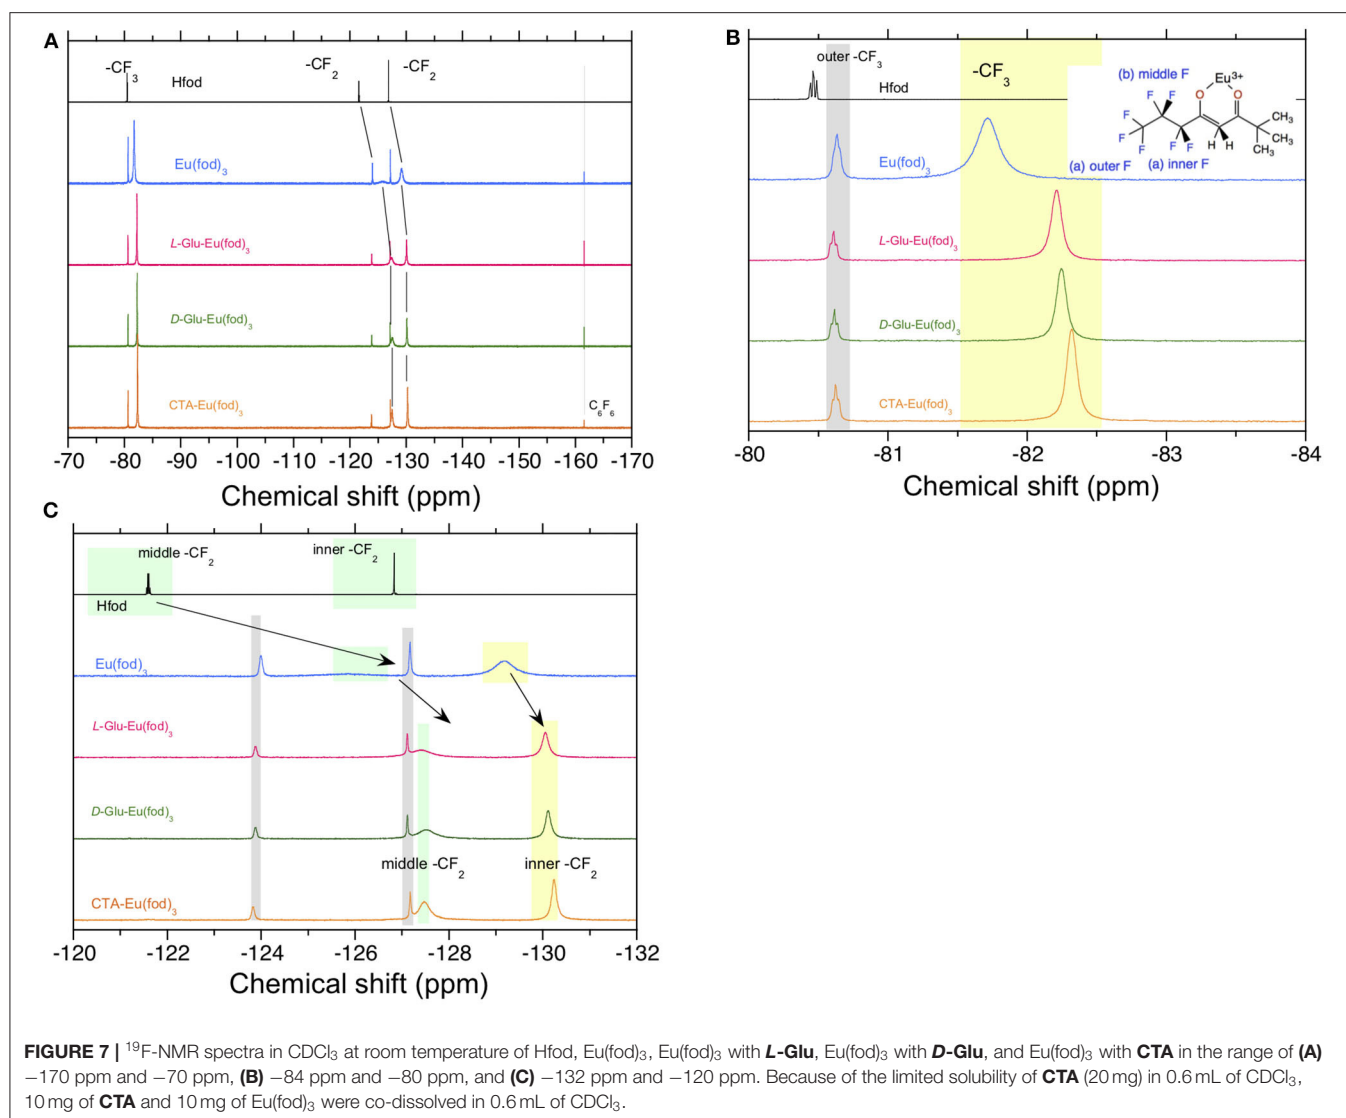 A
-CF3
-CF2
-CF2
Hfod
Eu(fod)3
L-Glu-Eu(fod)3
D-Glu-Eu(fod)3
CTA-Eu(fod)3
C6F6
-70 -80 -90 -100 -110 -120 -130 -140 -150 -160 -170
Chemical shift (ppm)
B
outer -CF3
-CF3
Hfod
(b) middle F
Eu3+
O O
F F
F
F
F F F
H H
CH3
CH3
CH3
(a) outer F (a) inner F
Eu(fod)3
L-Glu-Eu(fod)3
D-Glu-Eu(fod)3
CTA-Eu(fod)3
-80 -81 -82 -83 -84
Chemical shift (ppm)
C
middle -CF2
inner -CF2
Hfod
Eu(fod)3
L-Glu-Eu(fod)3
D-Glu-Eu(fod)3
middle -CF2
inner -CF2
CTA-Eu(fod)3
-120 -122 -124 -126 -128 -130 -132
Chemical shift (ppm)
FIGURE 7 | 19F-NMR spectra in CDCl3 at room temperature of Hfod, Eu(fod)3, Eu(fod)3 with L-Glu, Eu(fod)3 with D-Glu, and Eu(fod)3 with CTA in the range of (A)
−170 ppm and −70 ppm, (B) −84 ppm and −80 ppm, and (C) −132 ppm and −120 ppm. Because of the limited solubility of CTA (20 mg) in 0.6 mL of CDCl3,
10 mg of CTA and 10 mg of Eu(fod)3 were co-dissolved in 0.6 mL of CDCl3.